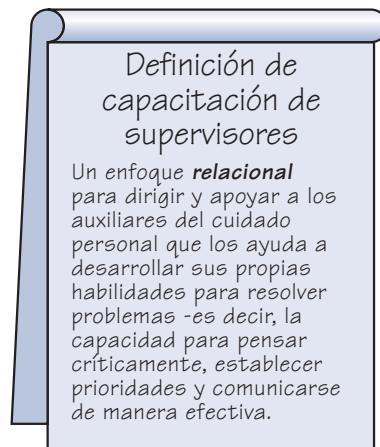 Definición de
capacitación de
supervisores
Un enfoque relacional
para dirigir y apoyar a los
auxiliares del cuidado
personal que los ayuda a
desarrollar sus propias
habilidades para resolver
problemas -es decir, la
capacidad para pensar
críticamente, establecer
prioridades y comunicarse
de manera efectiva.